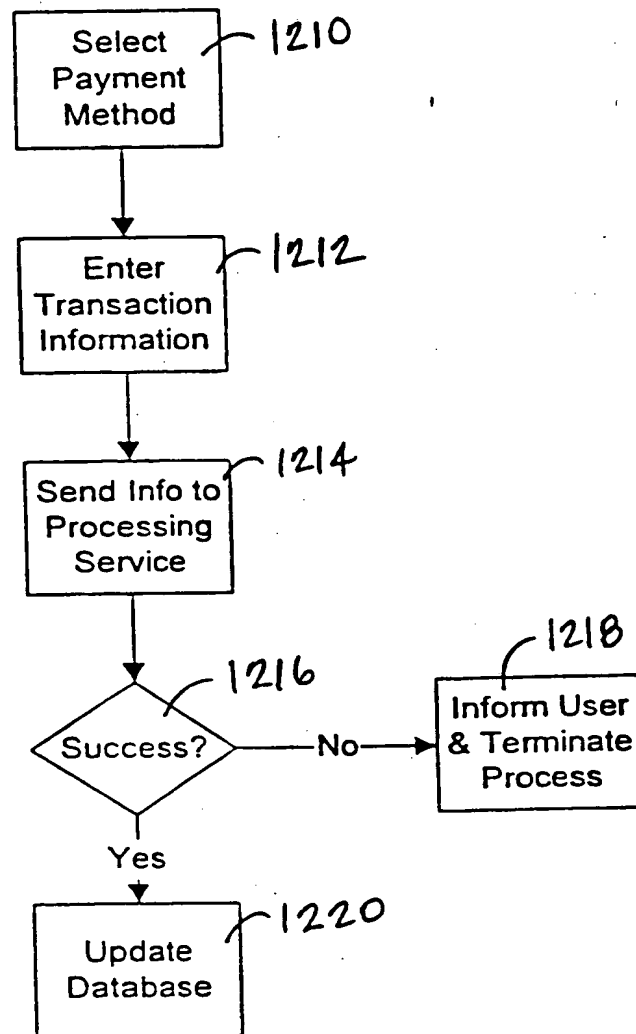 Select
Payment
Method
1210
Enter
Transaction
Information
1212
Send Info to
Processing
Service
1214
Success?
1216
No
Inform User
& Terminate
Process
1218
Yes
Update
Database
1220